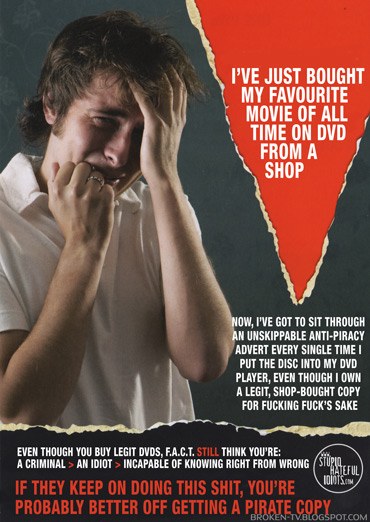 I'VE JUST BOUGHT
MY FAVOURITE
MOVIE OF ALL
TIME ON DVD
FROM A
SHOP
NOW, I'VE GOT TO SIT THROUGH
AN UNSKIPPABLE ANTI-PIRACY
ADVERT EVERY SINGLE TIME I
PUT THE DISC INTO MY DVD
PLAYER, EVEN THOUGH I OWN
A LEGIT, SHOP-BOUGHT COPY
FOR FUCKING FUCK'S SAKE
EVEN THOUGH YOU BUY LEGIT DVDS, F.A.C.T. STILL THINK YOU'RE:
A CRIMINAL > AN IDIOT > INCAPABLE OF KNOWING RIGHT FROM WRONG
WWW.
STUPID
HATEFUL
IDIOTS
.COM
IF THEY KEEP ON DOING THIS SHIT, YOU'RE
PROBABLY BETTER OFF GETTING A PIRATE COPY
BROKEN-TV.BLOGSPOT.COM